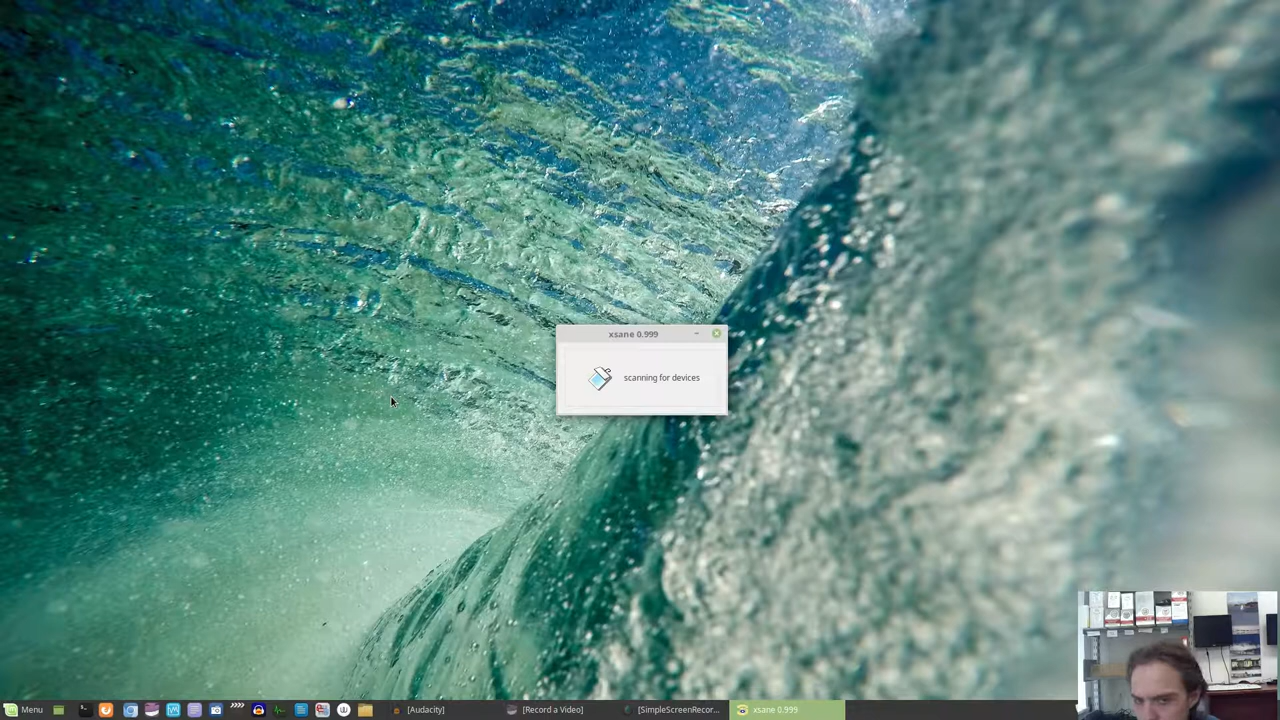 xsane 0.999
scanning for devices
Menu
[Audacity]
[Record a Video]
[SimpleScreenRecor...
xsane 0.999